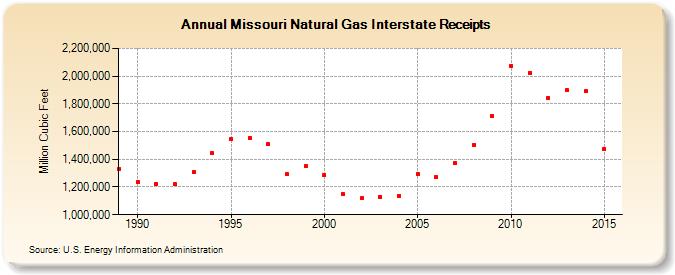 Annual Missouri Natural Gas Interstate Receipts
Million Cubic Feet
2,200,000
2,000,000
1,800,000
1,600,000
1,400,000
1,200,000
1,000,000
1990 1995 2000 2005 2010 2015
Source: U.S. Energy Information Administration